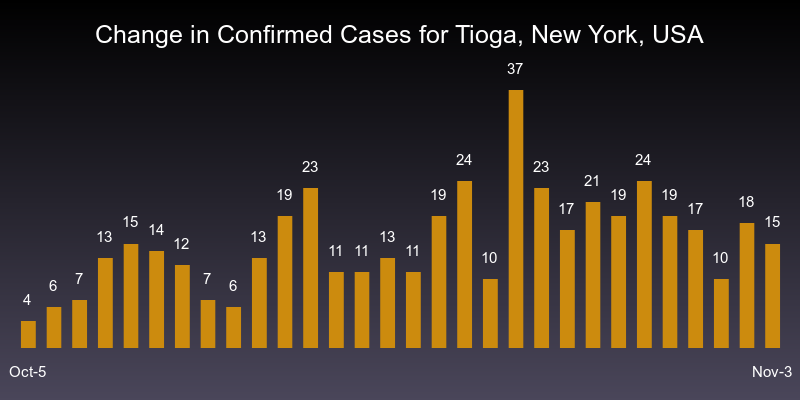 Change in Confirmed Cases for Tioga, New York, USA
4 6 7 13 15 14 12 7 6 13 19 23 11 11 13 11 19 24 10 37 23 17 21 19 24 19 17 10 18 15
Oct-5 Nov-3